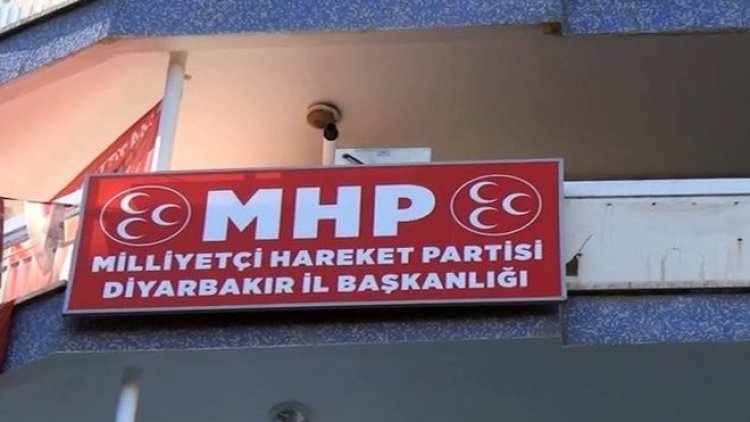 MHP
MİLLİYETÇİ HAREKET PARTİSİ
DİYARBAKIR İL BAŞKANLIĞI